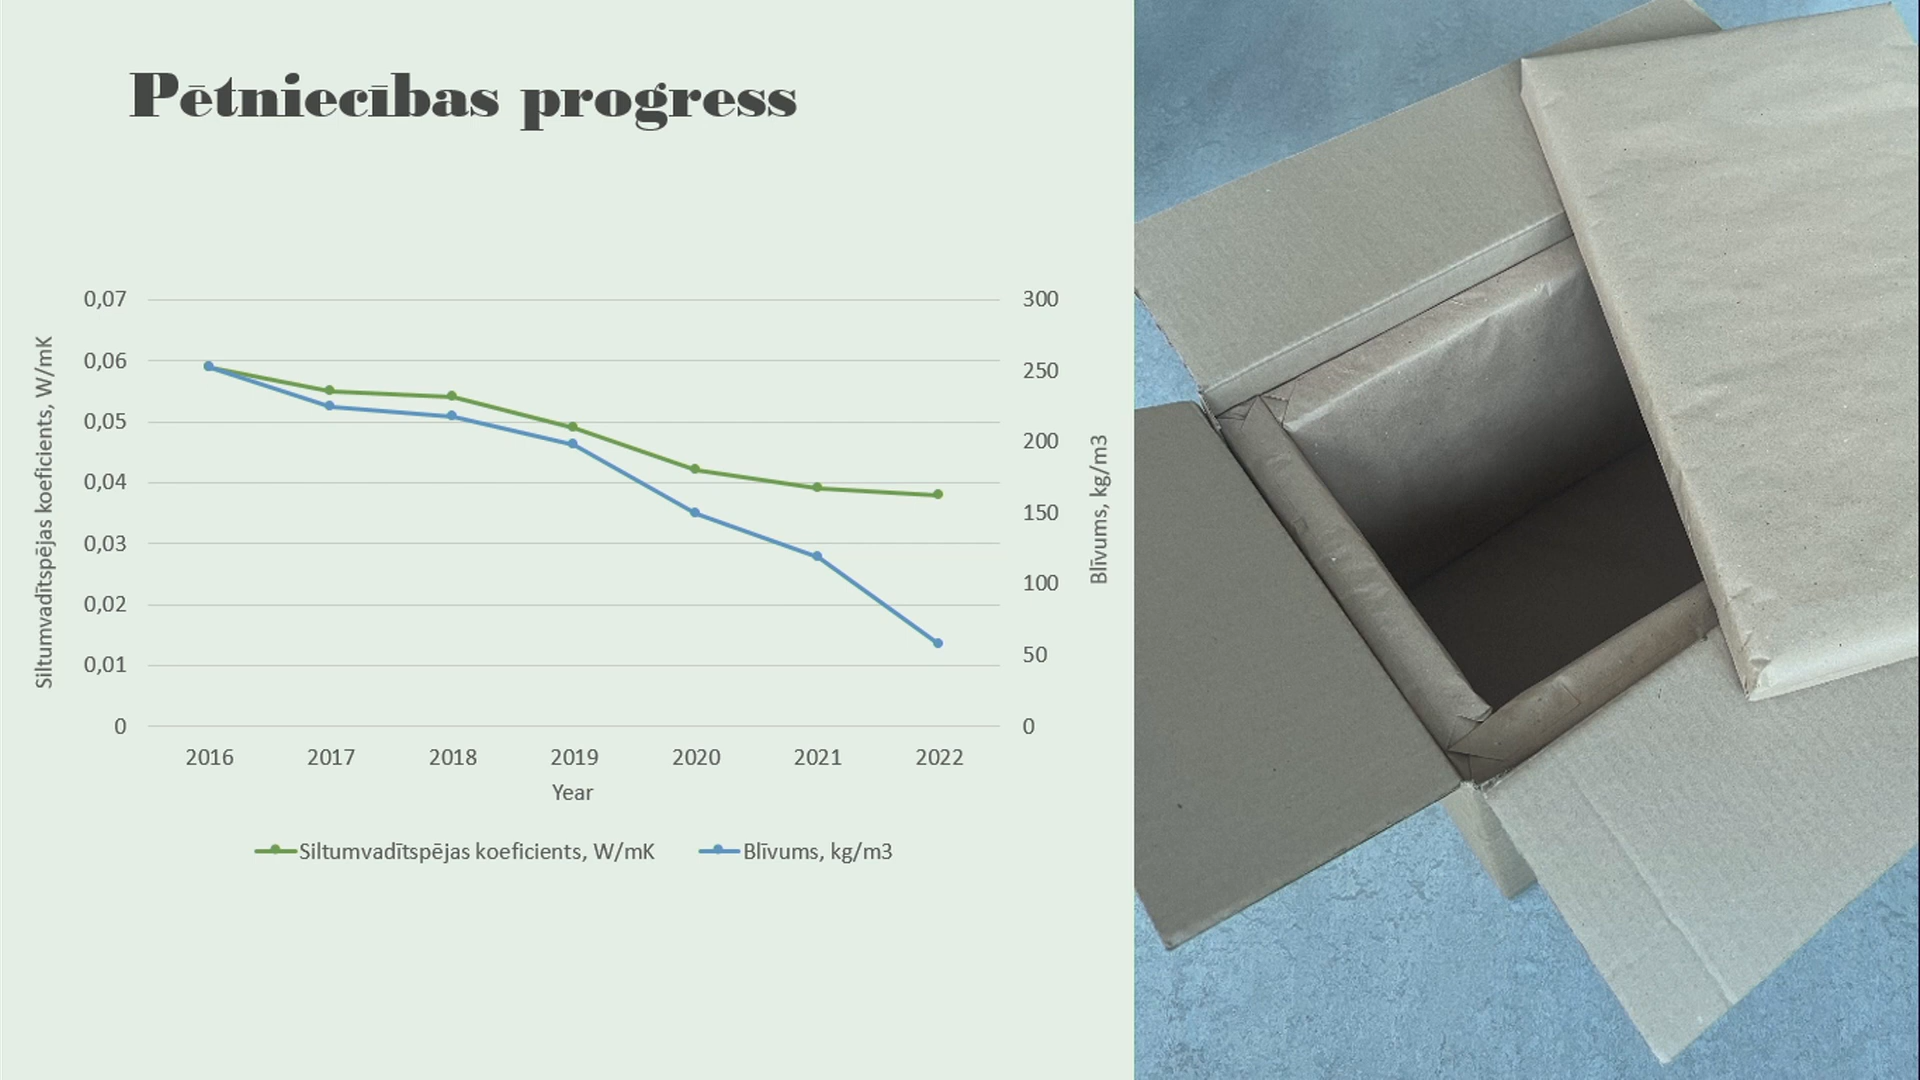 Pētniecības progress
Siltumvadītspējas koeficients, W/mK
0,07
0,06
0,05
0,04
0,03
0,02
0,01
0
300
250
200
150
100
50
0
Blīvums, kg/m3
2016 2017 2018 2019 2020 2021 2022
Year
Siltumvadītspējas koeficients, W/mK Blīvums, kg/m3